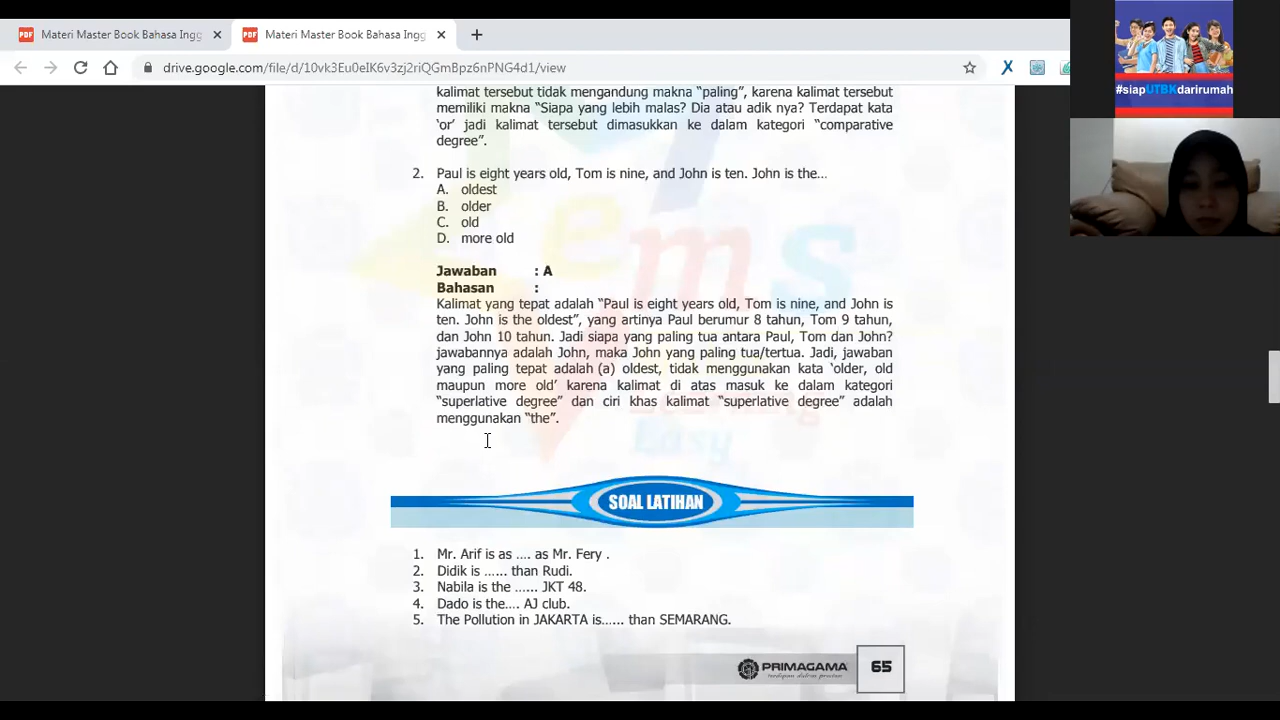 Materi Master Book Bahasa Ingg
Materi Master Book Bahasa Ingg
drive.google.com/file/d/10vk3Eu0eIK6v3zj2riQGmBpz6nPNG4d1/view
#siapUTBKdarirumah
kalimat tersebut tidak mengandung makna “paling”, karena kalimat tersebut
memiliki makna “Siapa yang lebih malas? Dia atau adik nya? Terdapat kata
‘or’ jadi kalimat tersebut dimasukkan ke dalam kategori “comparative
degree”.
2. Paul is eight years old, Tom is nine, and John is ten. John is the...
A. oldest
B. older
C. old
D. more old
Jawaban : A
Bahasan :
Kalimat yang tepat adalah “Paul is eight years old, Tom is nine, and John is
ten. John is the oldest”, yang artinya Paul berumur 8 tahun, Tom 9 tahun,
dan John 10 tahun. Jadi siapa yang paling tua antara Paul, Tom dan John?
jawabannya adalah John, maka John yang paling tua/tertua. Jadi, jawaban
yang paling tepat adalah (a) oldest, tidak menggunakan kata ‘older, old
maupun more old’ karena kalimat di atas masuk ke dalam kategori
“superlative degree” dan ciri khas kalimat “superlative degree” adalah
menggunakan “the”.
ems
Easy
SOAL LATIHAN
1. Mr. Arif is as .... as Mr. Fery .
2. Didik is ...... than Rudi.
3. Nabila is the ...... JKT 48.
4. Dado is the.... AJ club.
5. The Pollution in JAKARTA is...... than SEMARANG.
PRIMAGAMA
terdepan dalam prestasi
65